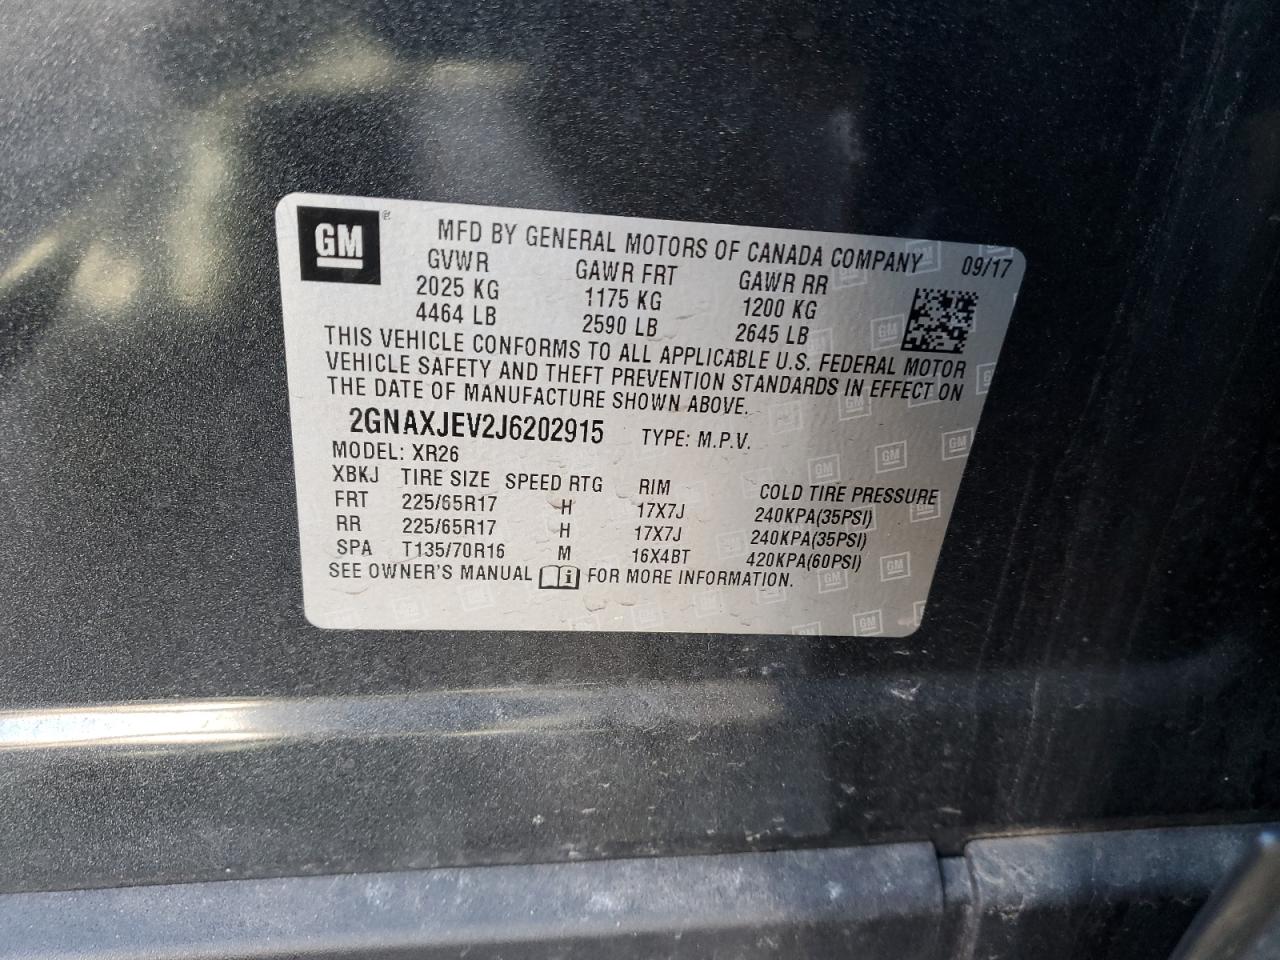 GM ® MFD BY GENERAL MOTORS OF CANADA COMPANY 09/17
GVWR GAWR FRT GAWR RR
2025 KG 1175 KG 1200 KG
4464 LB 2590 LB 2645 LB
THIS VEHICLE CONFORMS TO ALL APPLICABLE U.S. FEDERAL MOTOR
VEHICLE SAFETY AND THEFT PREVENTION STANDARDS IN EFFECT ON
THE DATE OF MANUFACTURE SHOWN ABOVE.
2GNAXJEV2J6202915 TYPE: M.P.V.
MODEL: XR26
XBKJ TIRE SIZE SPEED RTG RIM COLD TIRE PRESSURE
FRT 225/65R17 H 17X7J 240KPA(35PSI)
RR 225/65R17 H 17X7J 240KPA(35PSI)
SPA T135/70R16 M 16X4BT 420KPA(60PSI)
SEE OWNER'S MANUAL i FOR MORE INFORMATION.